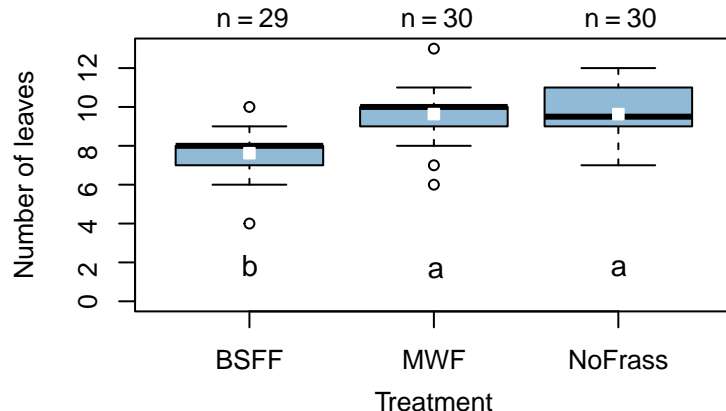 n = 29 n = 30 n = 30
Number of leaves
12
10
8
6
4
2
0
b a a
BSFF MWF NoFrass
Treatment